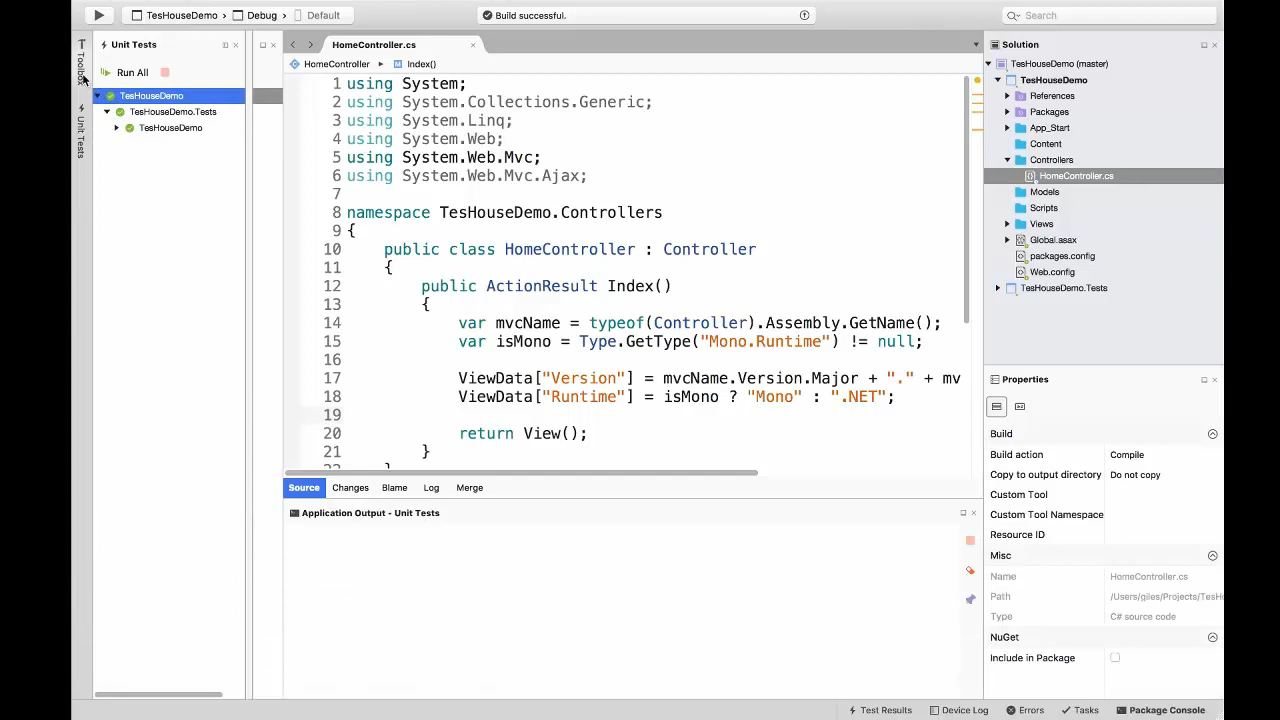 TesHouseDemo › Debug › Default
Build successful.
Search
Toolbox
Unit Tests
Unit Tests
Run All
TesHouseDemo
TesHouseDemo.Tests
TesHouseDemo
HomeController.cs
HomeController
Index()
1 using System;
2 using System.Collections.Generic;
3 using System.Linq;
4 using System.Web;
5 using System.Web.Mvc;
6 using System.Web.Mvc.Ajax;
7
8 namespace TesHouseDemo.Controllers
9 {
10 public class HomeController : Controller
11 {
12 public ActionResult Index()
13 {
14 var mvcName = typeof(Controller).Assembly.GetName();
15 var isMono = Type.GetType("Mono.Runtime") != null;
16
17 ViewData["Version"] = mvcName.Version.Major + "." + mv
18 ViewData["Runtime"] = isMono ? "Mono" : ".NET";
19
20 return View();
21 }
22 }
Source Changes Blame Log Merge
Application Output - Unit Tests
Solution
TesHouseDemo (master)
TesHouseDemo
References
Packages
App_Start
Content
Controllers
HomeController.cs
Models
Scripts
Views
Global.asax
packages.config
Web.config
TesHouseDemo.Tests
Properties
Build
Build action Compile
Copy to output directory Do not copy
Custom Tool
Custom Tool Namespace
Resource ID
Misc
Name HomeController.cs
Path /Users/giles/Projects/TesHo
Type C# source code
NuGet
Include in Package
Test Results Device Log Errors Tasks Package Console